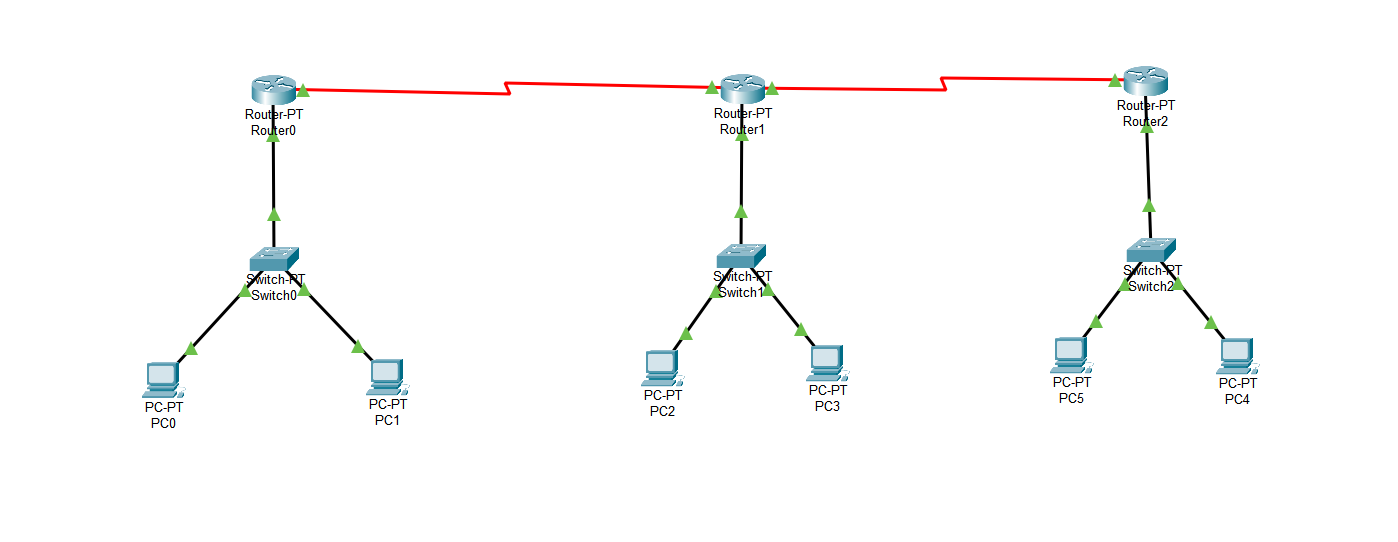 Router-PT
Router0
Router-PT
Router1
Router-PT
Router2
Switch-PT
Switch0
Switch-PT
Switch1
Switch-PT
Switch2
PC-PT
PC0
PC-PT
PC1
PC-PT
PC2
PC-PT
PC3
PC-PT
PC5
PC-PT
PC4